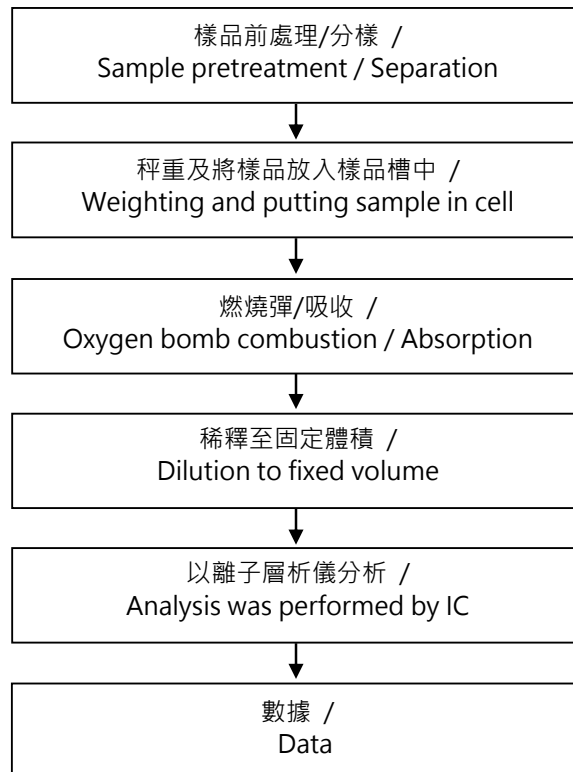 樣品前處理/分樣 /
Sample pretreatment / Separation
秤重及將樣品放入樣品槽中 /
Weighting and putting sample in cell
燃燒彈/吸收 /
Oxygen bomb combustion / Absorption
稀釋至固定體積 /
Dilution to fixed volume
以離子層析儀分析 /
Analysis was performed by IC
數據 /
Data